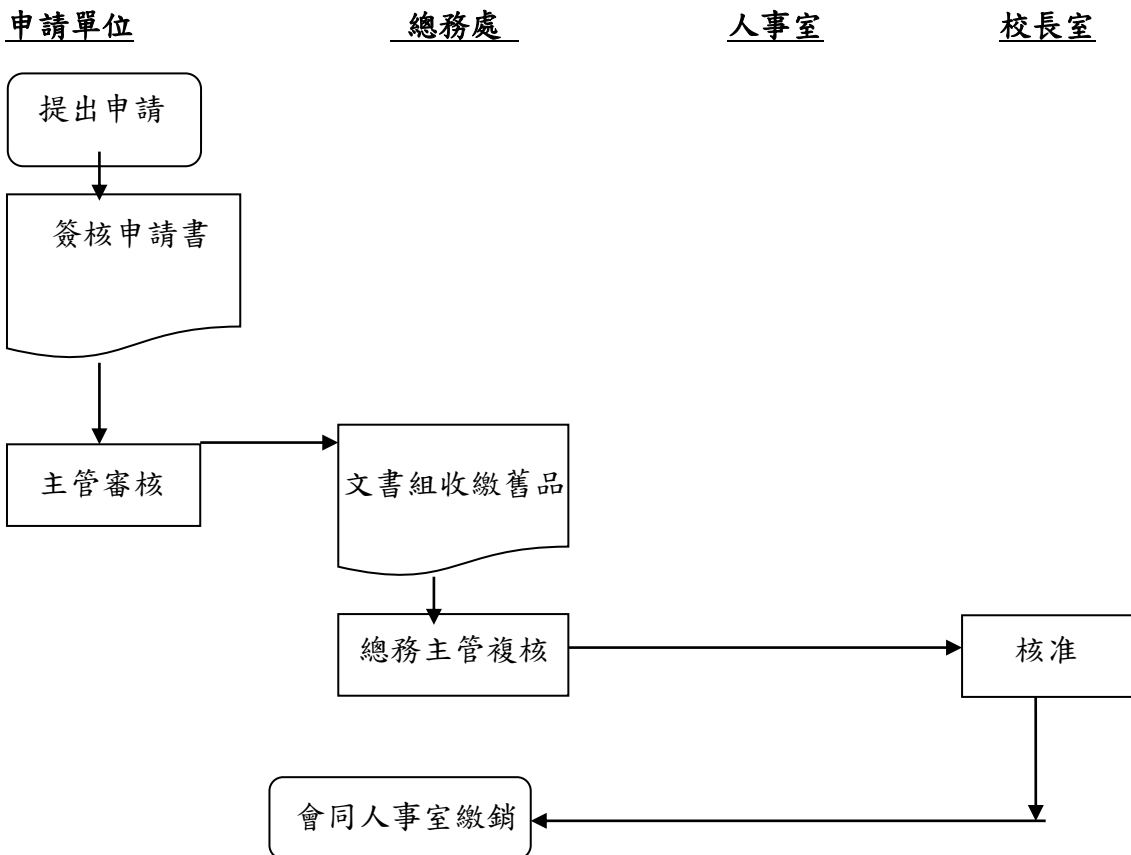 申請單位 總務處 人事室 校長室
提出申請
簽核申請書
主管審核
文書組收繳舊品
總務主管複核
核准
會同人事室繳銷